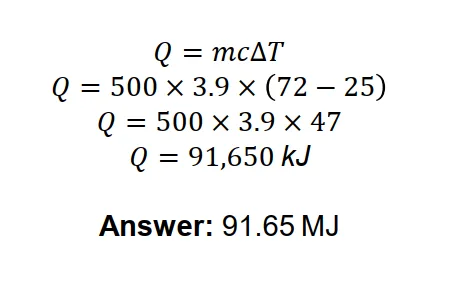 Q = mcΔT
Q = 500 × 3.9 × (72 − 25)
Q = 500 × 3.9 × 47
Q = 91,650 kJ
Answer: 91.65 MJ